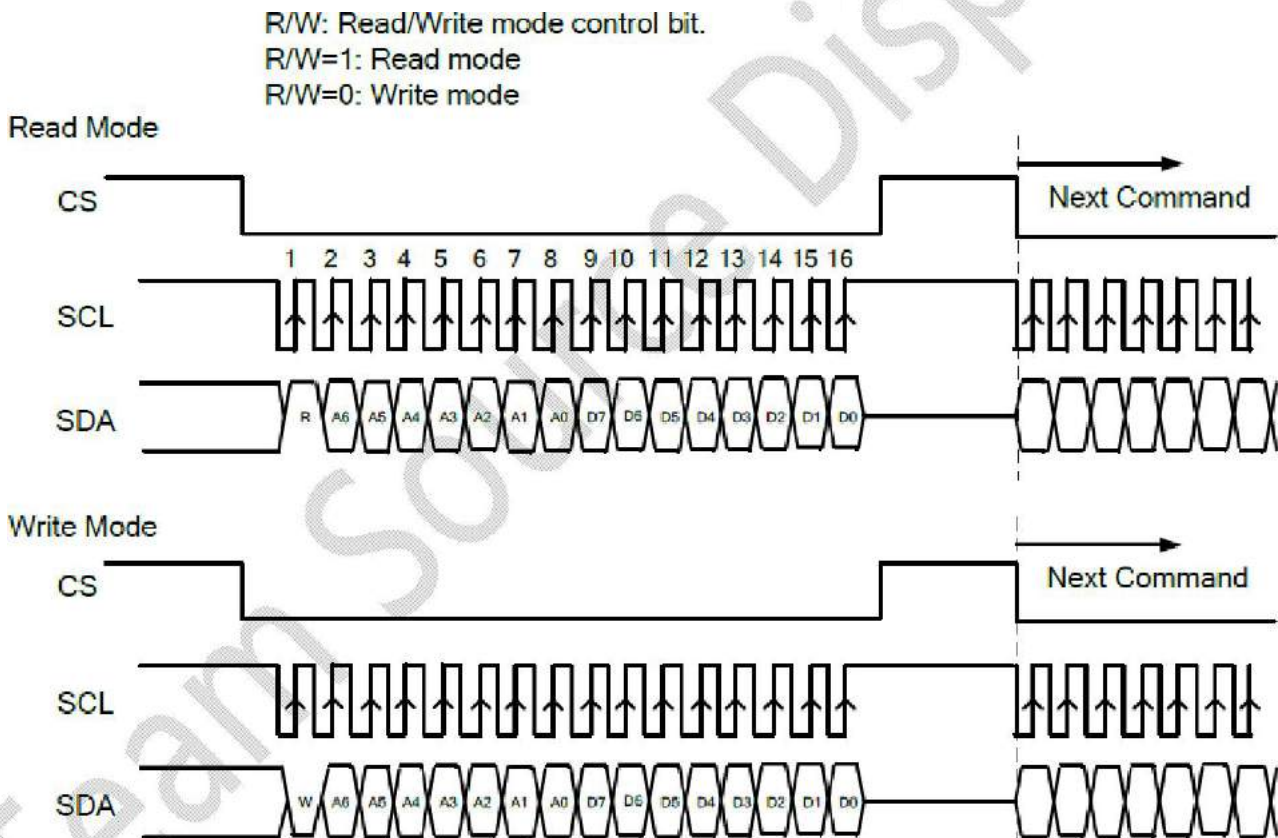 R/W: Read/Write mode control bit.
R/W=1: Read mode
R/W=0: Write mode
Read Mode
CS
Next Command
1 2 3 4 5 6 7 8 9 10 11 12 13 14 15 16
SCL
SDA
R A6 A5 A4 A3 A2 A1 A0 D7 D6 D5 D4 D3 D2 D1 D0
Write Mode
CS
Next Command
SCL
SDA
W A6 A5 A4 A3 A2 A1 A0 D7 D6 D5 D4 D3 D2 D1 D0
eam Source Disp